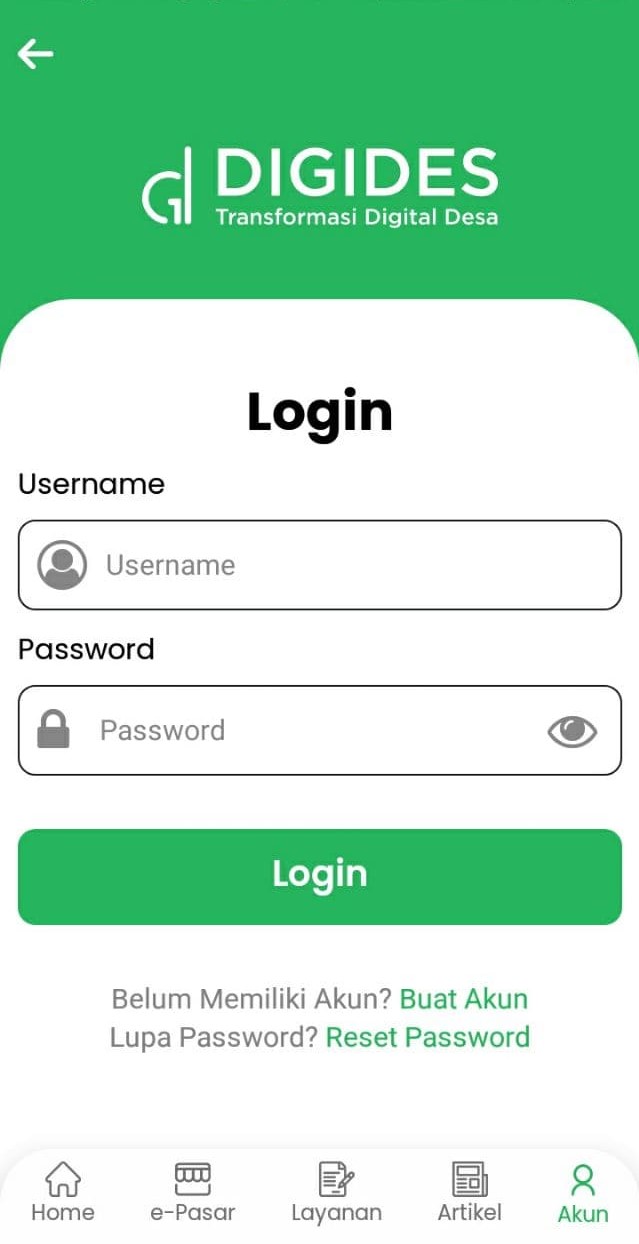 DIGIDES
Transformasi Digital Desa
Login
Username
Username
Password
Password
Login
Belum Memiliki Akun? Buat Akun
Lupa Password? Reset Password
Home e-Pasar Layanan Artikel Akun